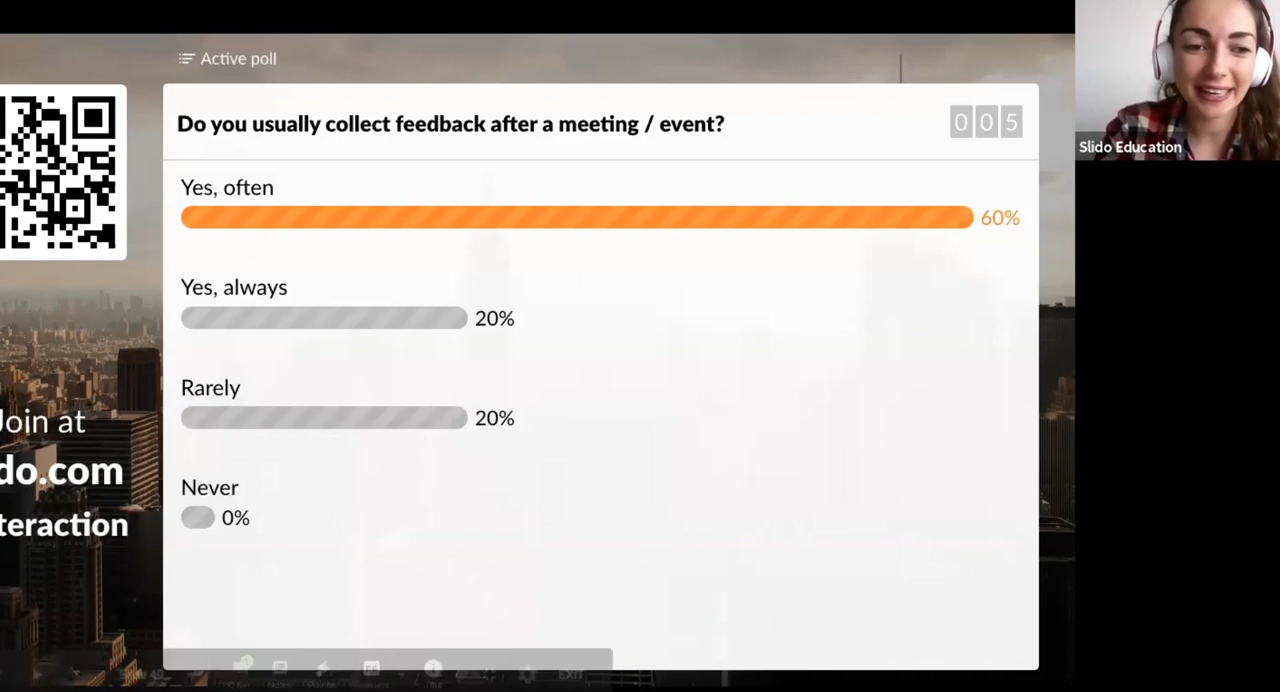 Active poll
Do you usually collect feedback after a meeting / event?
005
Yes, often
60%
Yes, always
20%
Rarely
20%
Never
0%
Join at
do.com
teraction
Slido Education
EXIT